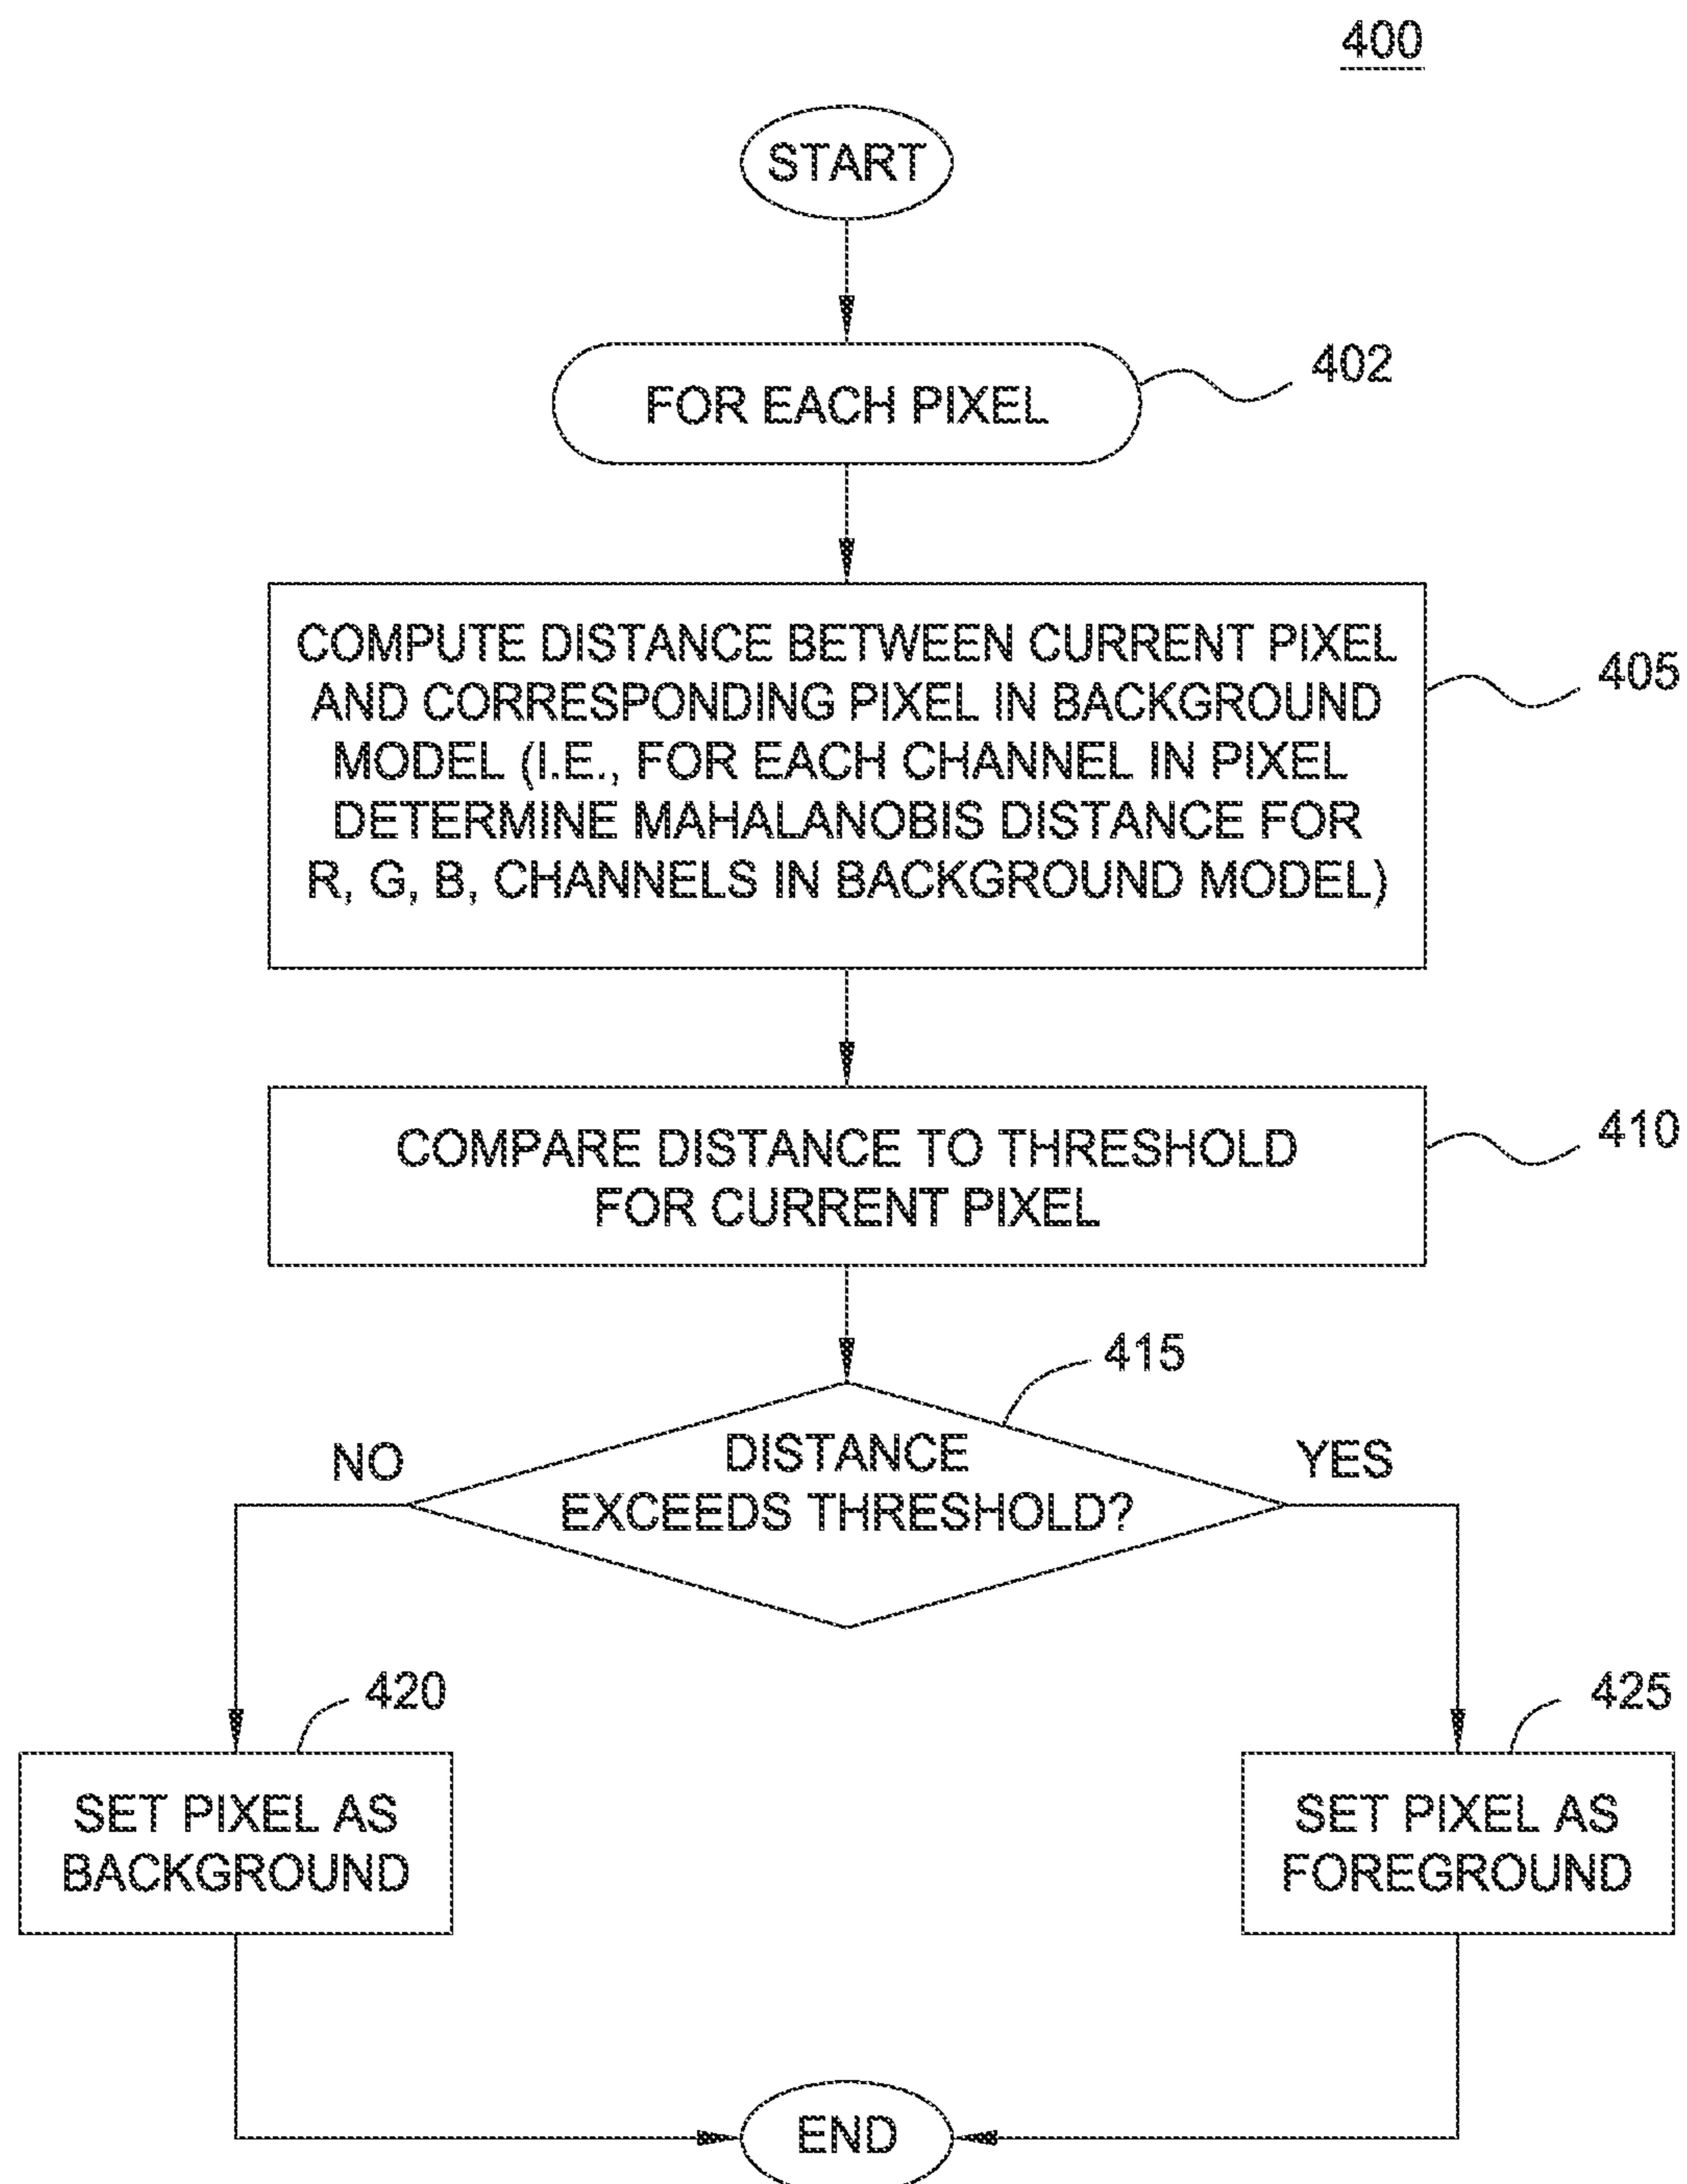 400
START
FOR EACH PIXEL
402
COMPUTE DISTANCE BETWEEN CURRENT PIXEL
AND CORRESPONDING PIXEL IN BACKGROUND
MODEL (I.E., FOR EACH CHANNEL IN PIXEL
DETERMINE MAHALANOBIS DISTANCE FOR
R, G, B, CHANNELS IN BACKGROUND MODEL)
405
COMPARE DISTANCE TO THRESHOLD
FOR CURRENT PIXEL
410
415
DISTANCE
EXCEEDS THRESHOLD?
NO
YES
420
SET PIXEL AS
BACKGROUND
425
SET PIXEL AS
FOREGROUND
END